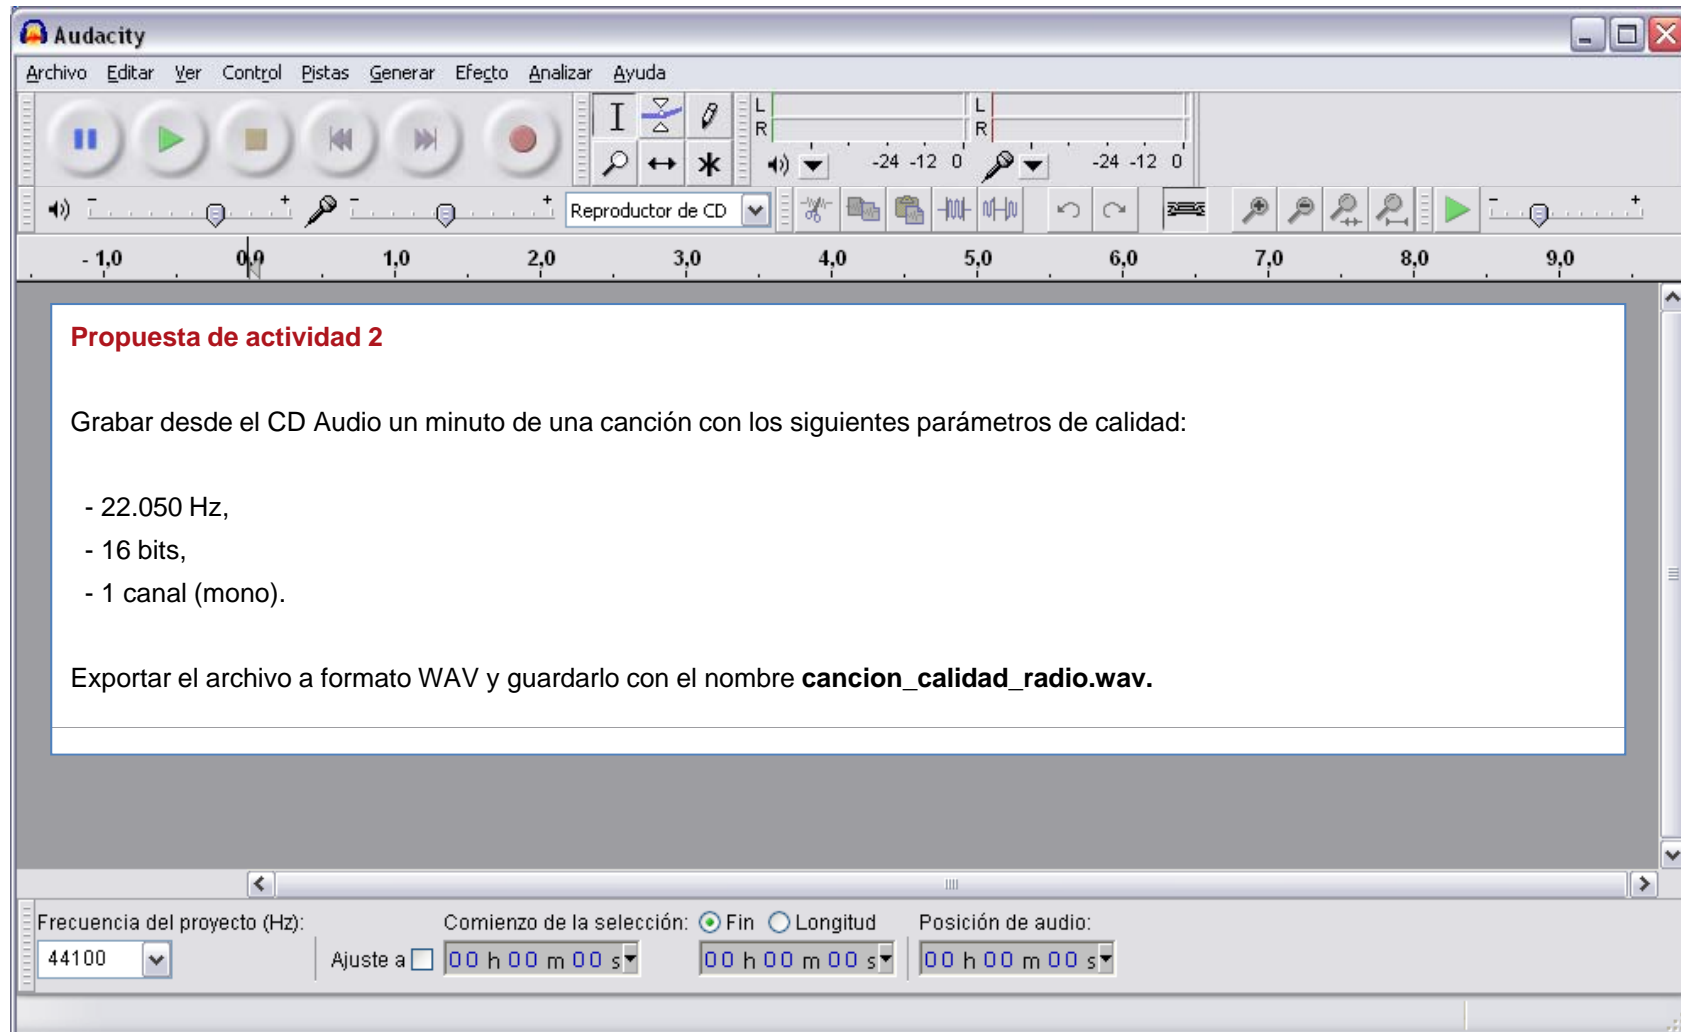 Audacity
Archivo Editar Ver Control Pistas Generar Efecto Analizar Ayuda
L
R
-24 -12 0
L
R
-24 -12 0
- + - + Reproductor de CD - +
- 1,0 0,0 1,0 2,0 3,0 4,0 5,0 6,0 7,0 8,0 9,0
Propuesta de actividad 2
Grabar desde el CD Audio un minuto de una canción con los siguientes parámetros de calidad:
- 22.050 Hz,
- 16 bits,
- 1 canal (mono).
Exportar el archivo a formato WAV y guardarlo con el nombre cancion_calidad_radio.wav.
Frecuencia del proyecto (Hz): Comienzo de la selección: Fin Longitud Posición de audio:
44100 Ajuste a 00 h 00 m 00 s 00 h 00 m 00 s 00 h 00 m 00 s